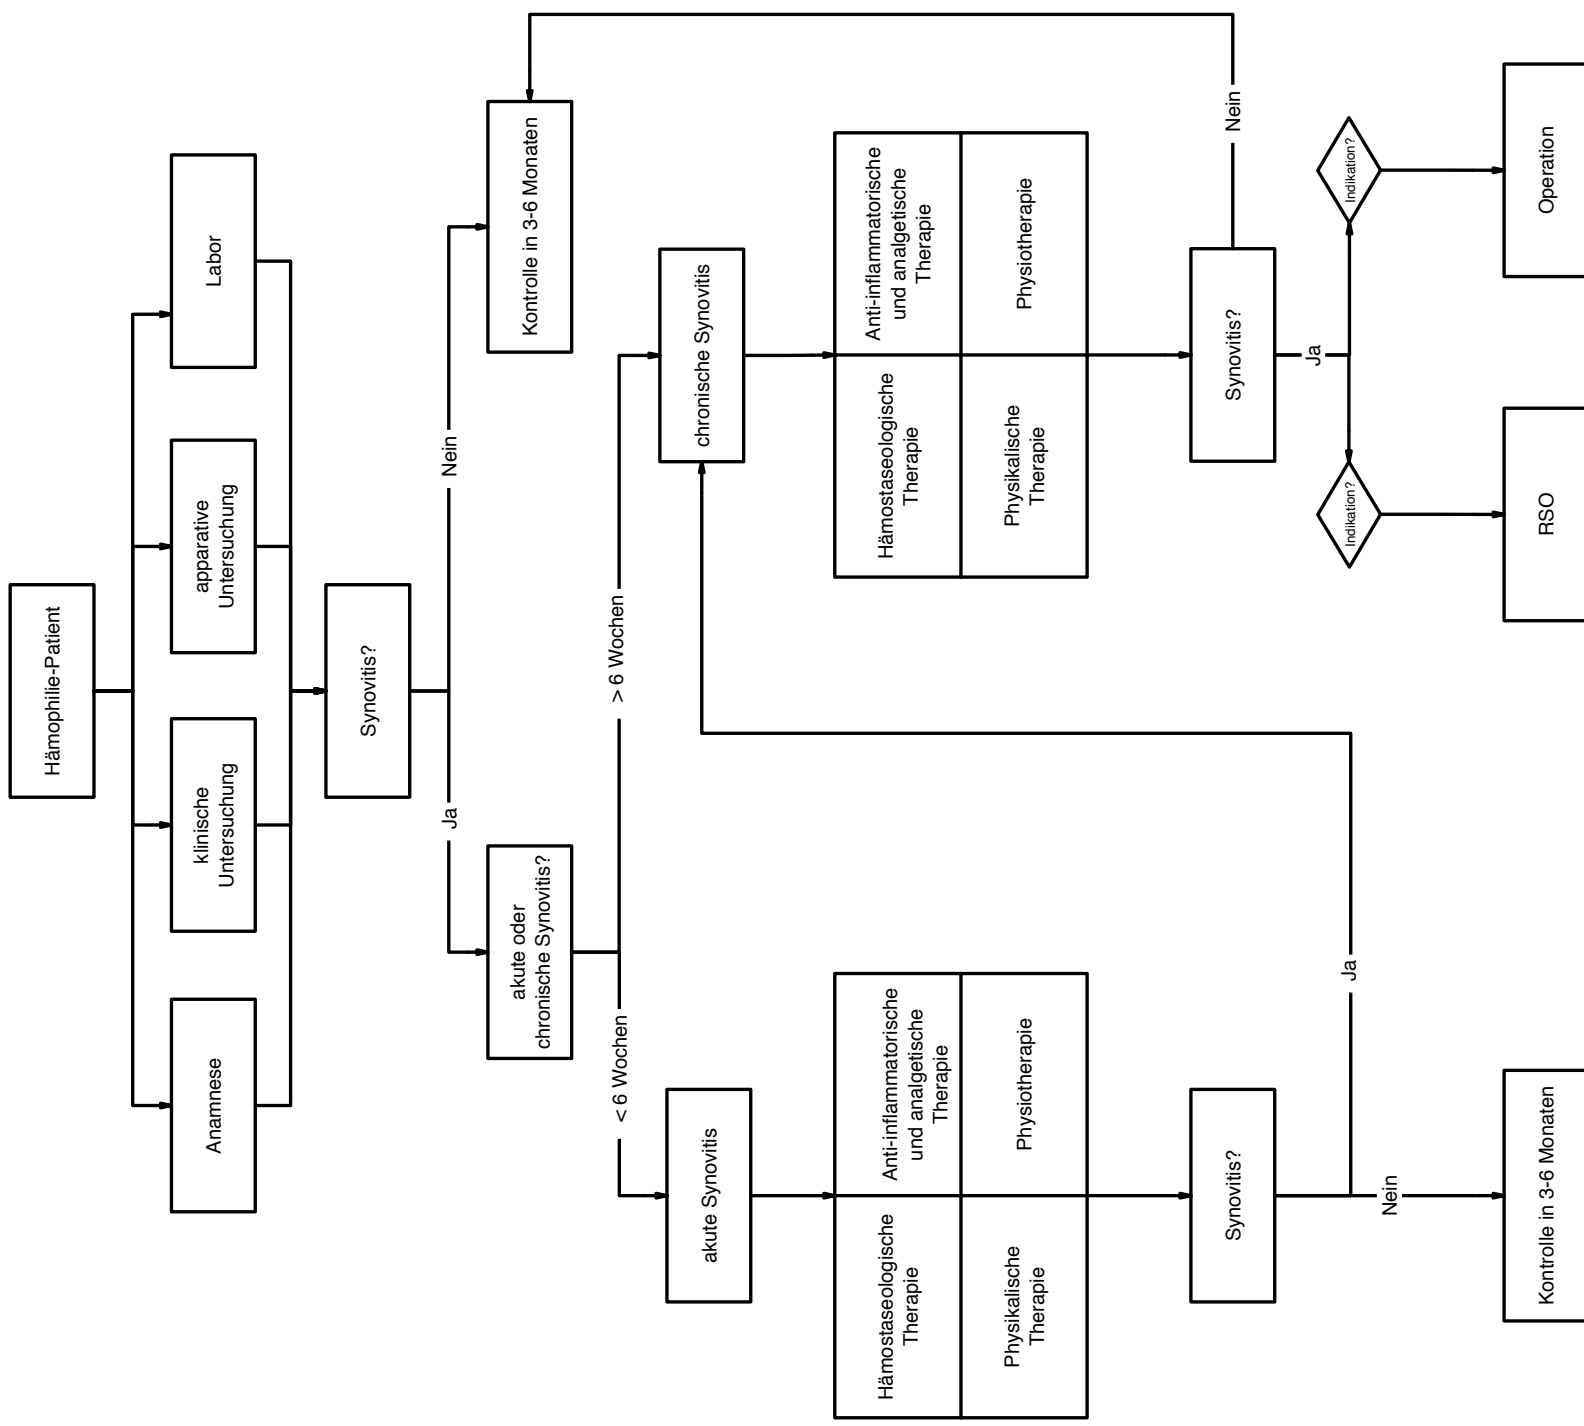 Hämophilie-Patient
Anamnese
klinische
Untersuchung
apparative
Untersuchung
Labor
Synovitis?
Ja
Nein
akute oder
chronische Synovitis?
Kontrolle in 3-6 Monaten
< 6 Wochen
> 6 Wochen
akute Synovitis
chronische Synovitis
Hämostaseologische
Therapie
Anti-inflammatorische
und analgetische
Therapie
Physikalische
Therapie
Physiotherapie
Hämostaseologische
Therapie
Anti-inflammatorische
und analgetische
Therapie
Physikalische
Therapie
Physiotherapie
Synovitis?
Synovitis?
Nein
Ja
Ja
Nein
Indikation?
Indikation?
Kontrolle in 3-6 Monaten
RSO
Operation